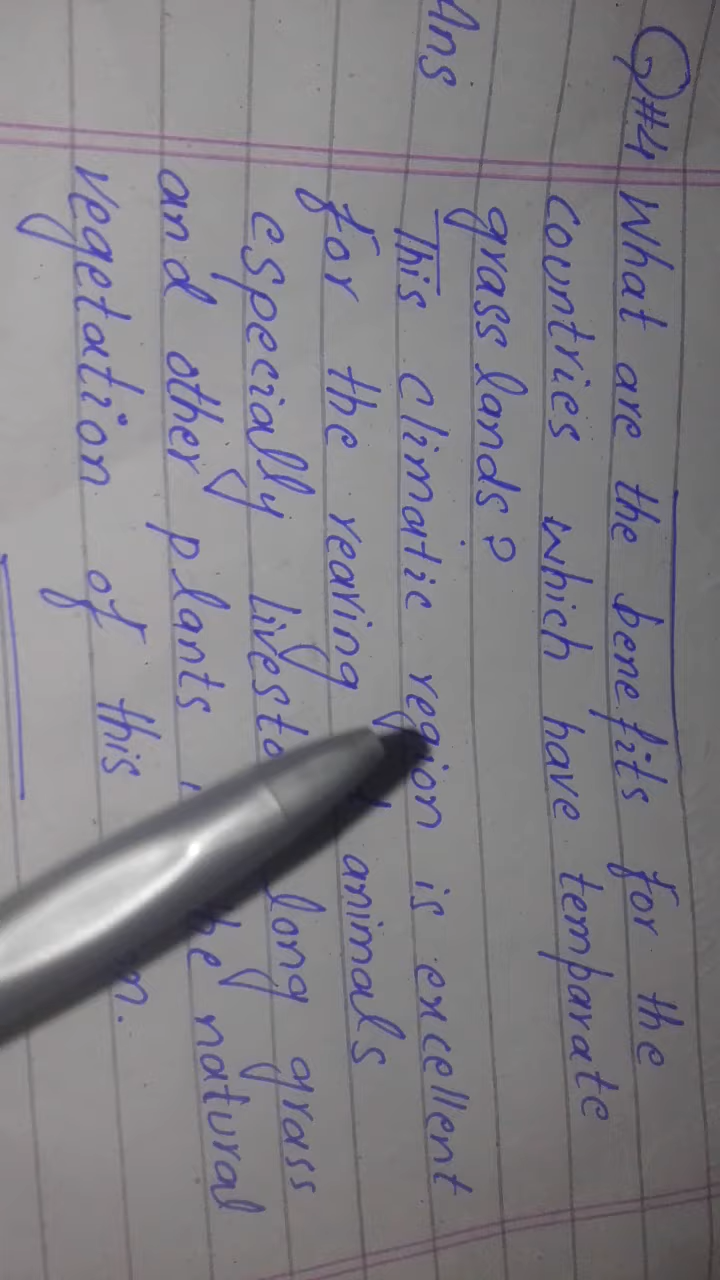 Q#4 What are the benefits for the
countries which have temparate
grass lands?
Ans This climatic region is excellent
for the rearing animals
especially long grass
and other plants natural
vegetation of this